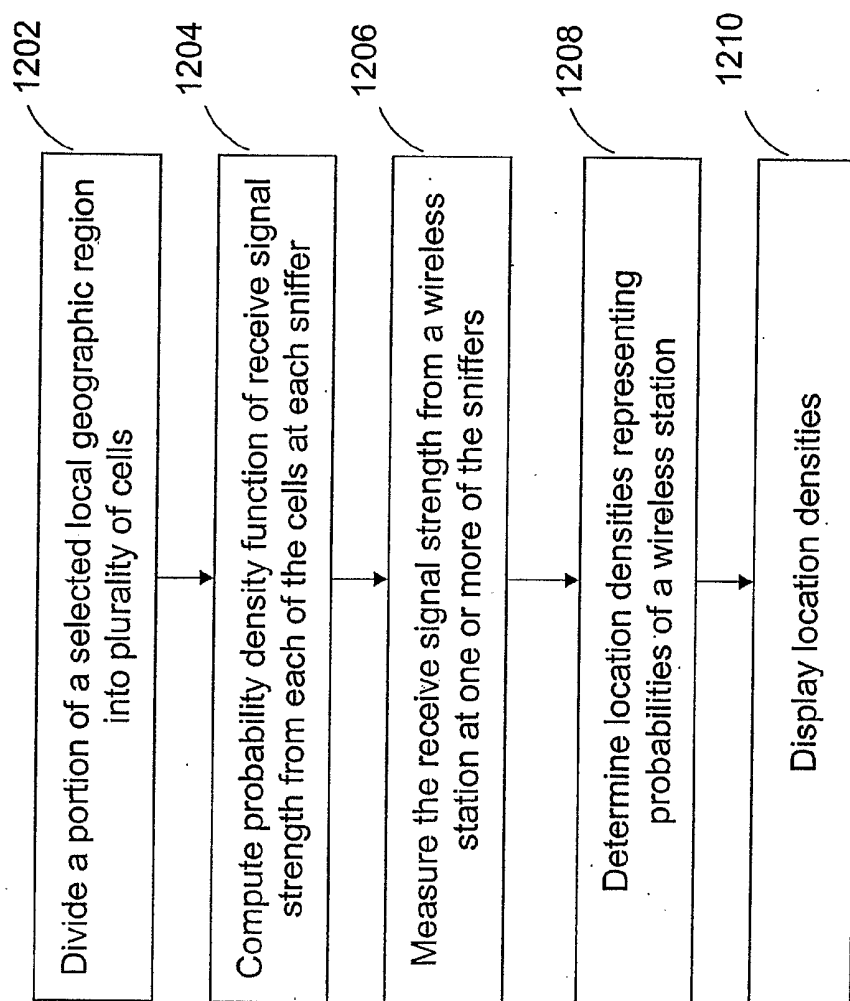 1202
Divide a portion of a selected local geographic region
into plurality of cells
1204
Compute probability density function of receive signal
strength from each of the cells at each sniffer
1206
Measure the receive signal strength from a wireless
station at one or more of the sniffers
1208
Determine location densities representing
probabilities of a wireless station
1210
Display location densities